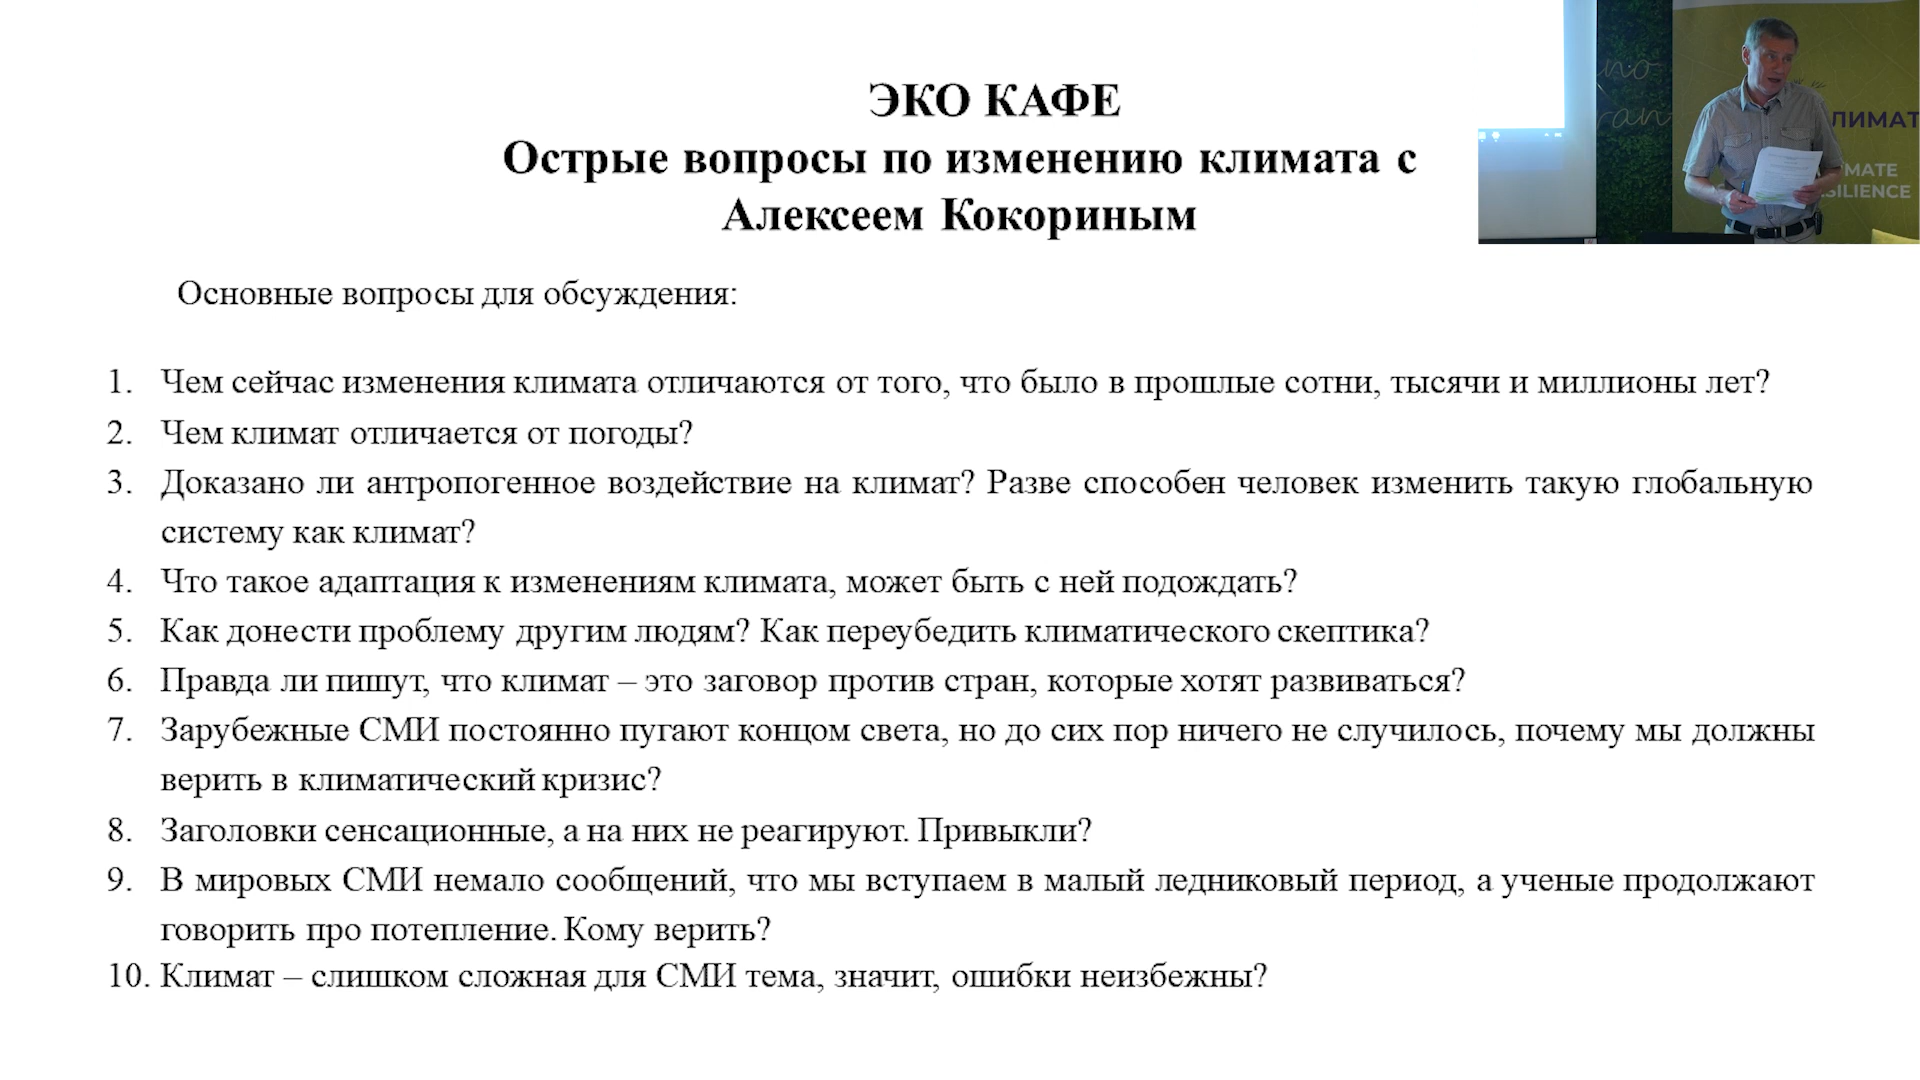 ЭКО КАФЕ
Острые вопросы по изменению климата с
Алексеем Кокориным
ЛИМАТ
MATE
SILIENCE
Основные вопросы для обсуждения:
1. Чем сейчас изменения климата отличаются от того, что было в прошлые сотни, тысячи и миллионы лет?
2. Чем климат отличается от погоды?
3. Доказано ли антропогенное воздействие на климат? Разве способен человек изменить такую глобальную
систему как климат?
4. Что такое адаптация к изменениям климата, может быть с ней подождать?
5. Как донести проблему другим людям? Как переубедить климатического скептика?
6. Правда ли пишут, что климат – это заговор против стран, которые хотят развиваться?
7. Зарубежные СМИ постоянно пугают концом света, но до сих пор ничего не случилось, почему мы должны
верить в климатический кризис?
8. Заголовки сенсационные, а на них не реагируют. Привыкли?
9. В мировых СМИ немало сообщений, что мы вступаем в малый ледниковый период, а ученые продолжают
говорить про потепление. Кому верить?
10. Климат – слишком сложная для СМИ тема, значит, ошибки неизбежны?